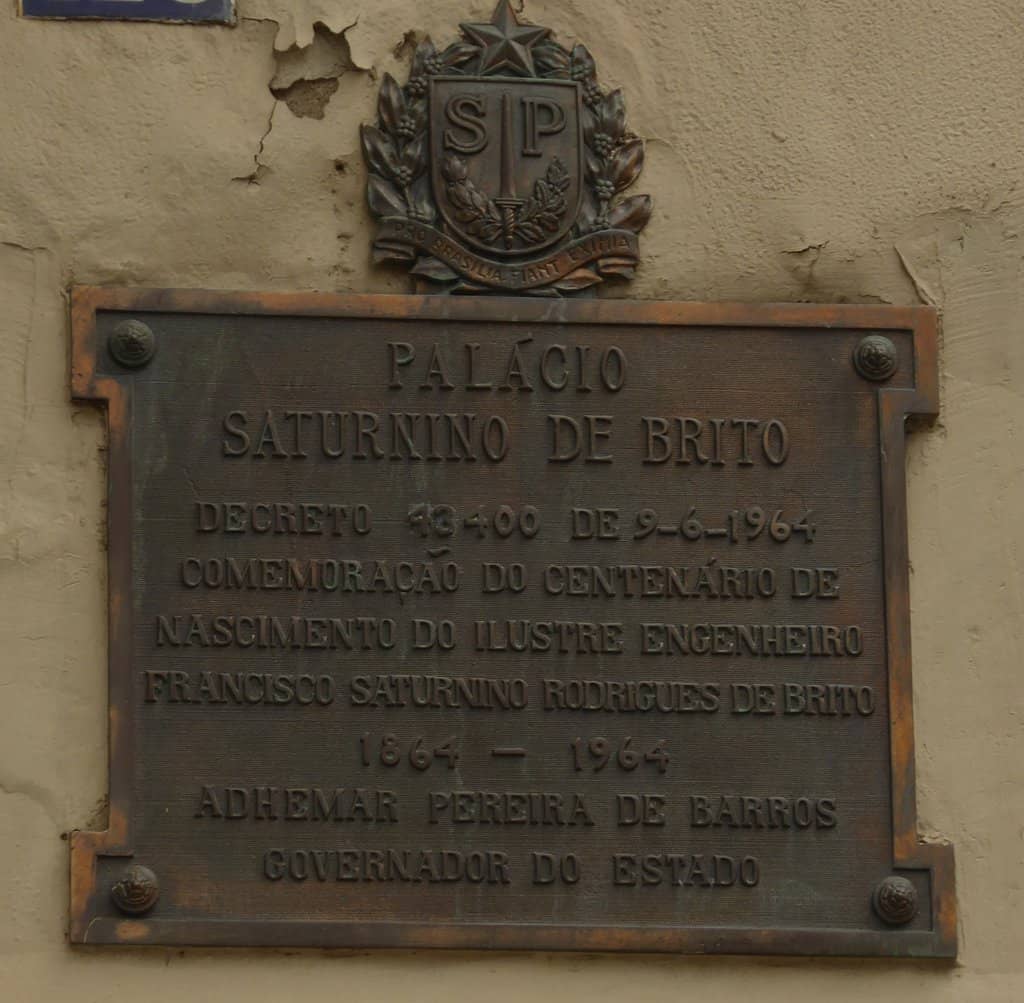 SP
PRO BRASILIA FIANT EXIMIA
PALÁCIO
SATURNINO DE BRITO
DECRETO 43400 DE 9-6-1964
COMEMORAÇÃO DO CENTENÁRIO DE
NASCIMENTO DO ILUSTRE ENGENHEIRO
FRANCISCO SATURNINO RODRIGUES DE BRITO
1864 — 1964
ADHEMAR PEREIRA DE BARROS
GOVERNADOR DO ESTADO